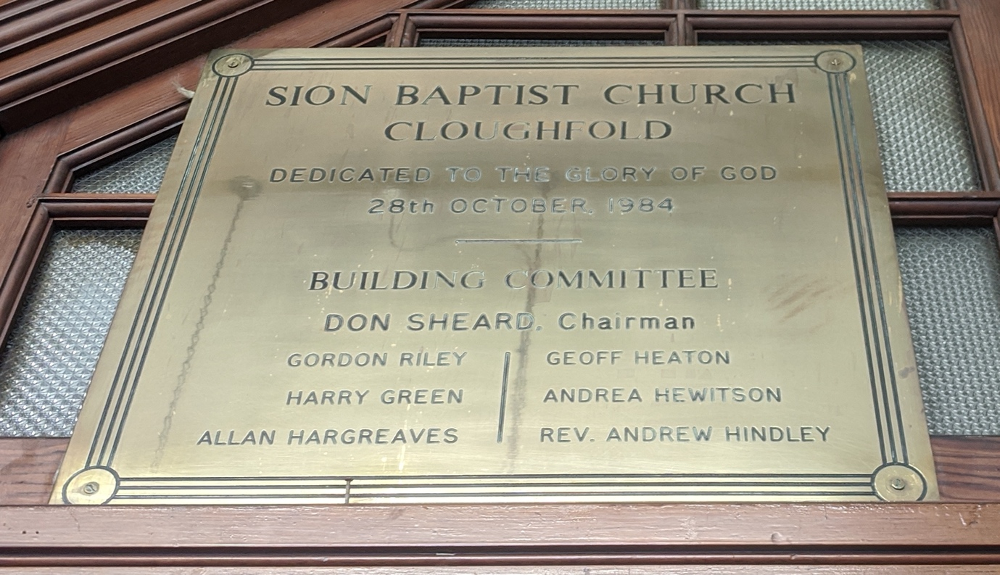 SION BAPTIST CHURCH
CLOUGHFOLD
DEDICATED TO THE GLORY OF GOD
28th OCTOBER, 1984
BUILDING COMMITTEE
DON SHEARD, Chairman
GORDON RILEY GEOFF HEATON
HARRY GREEN ANDREA HEWITSON
ALLAN HARGREAVES REV. ANDREW HINDLEY